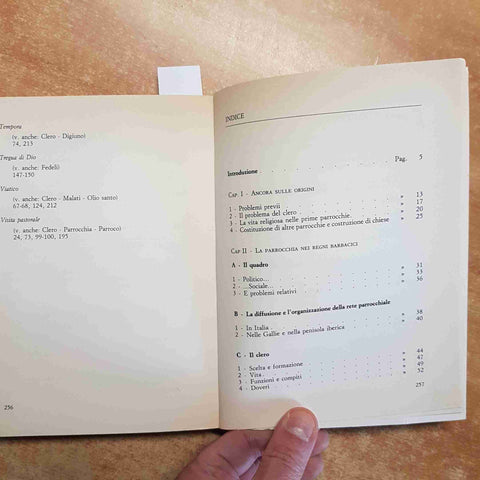 Tempora
(v. anche: Clero - Digiuno)
74, 213
Tregua di Dio
(v. anche: Fedeli)
147-150
Viatico
(v. anche: Clero - Malati - Olio santo)
67-68, 124, 212
Visita pastorale
(v. anche: Clero - Parrocchia - Parroco)
24, 73, 99-100, 195
256
INDICE
Introduzione . . . . . . . . Pag. 5
CAP I - ANCORA SULLE ORIGINI
1 - Problemi previi . . . . . . . . » 13
2 - Il problema del clero . . . . . . . . » 17
3 - La vita religiosa nelle prime parrocchie. . . . . . » 20
4 - Costituzione di altre parrocchie e costruzione di chiese » 25
CAP II - LA PARROCCHIA NEI REGNI BARBACICI
A - Il quadro
1 - Politico... . . . . . . . . » 31
2 - ...Sociale... . . . . . . . . » 33
3 - E problemi relativi . . . . . . . . » 36
B - La diffusione e l'organizzazione della rete parrocchiale
1 - In Italia . . . . . . . . » 38
2 - Nelle Gallie e nella penisola iberica . . . . . . » 40
C - Il clero
1 - Scelta e formazione . . . . . . . . » 44
2 - Vita . . . . . . . . » 47
3 - Funzioni e compiti . . . . . . . . » 49
4 - Doveri . . . . . . . . » 52
257